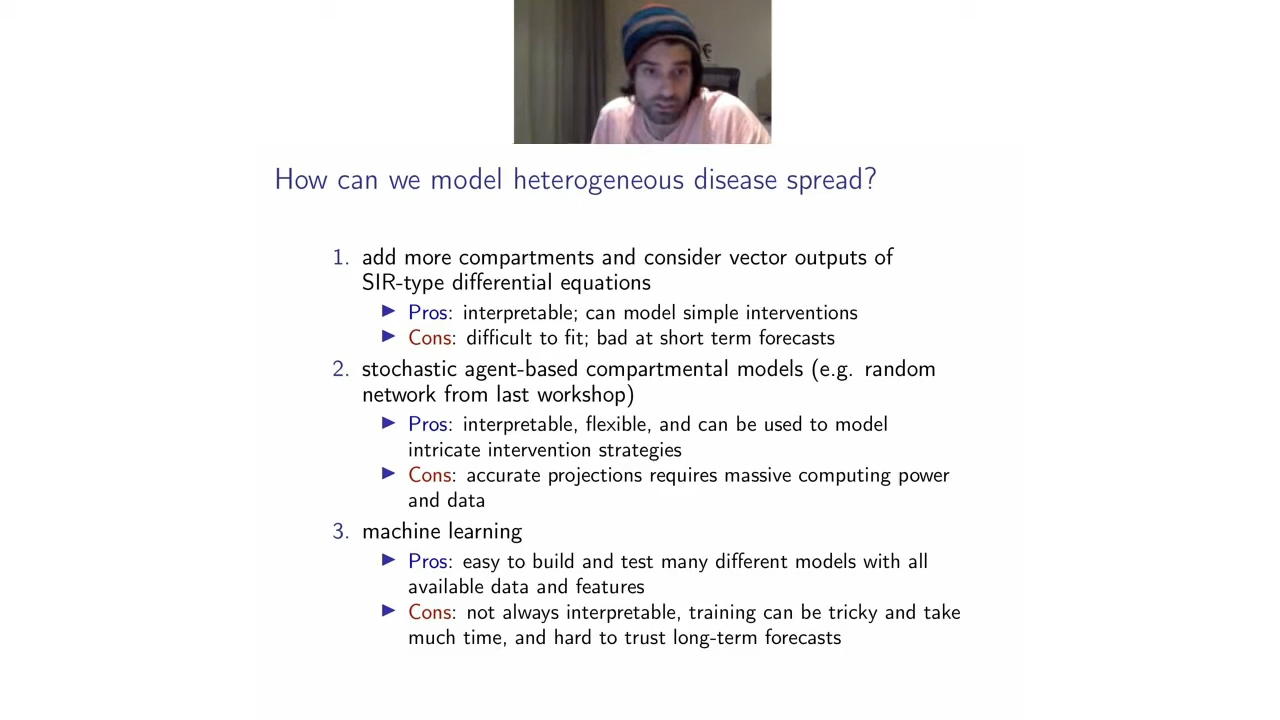 How can we model heterogeneous disease spread?
1. add more compartments and consider vector outputs of
SIR-type differential equations
▶ Pros: interpretable; can model simple interventions
▶ Cons: difficult to fit; bad at short term forecasts
2. stochastic agent-based compartmental models (e.g. random
network from last workshop)
▶ Pros: interpretable, flexible, and can be used to model
intricate intervention strategies
▶ Cons: accurate projections requires massive computing power
and data
3. machine learning
▶ Pros: easy to build and test many different models with all
available data and features
▶ Cons: not always interpretable, training can be tricky and take
much time, and hard to trust long-term forecasts